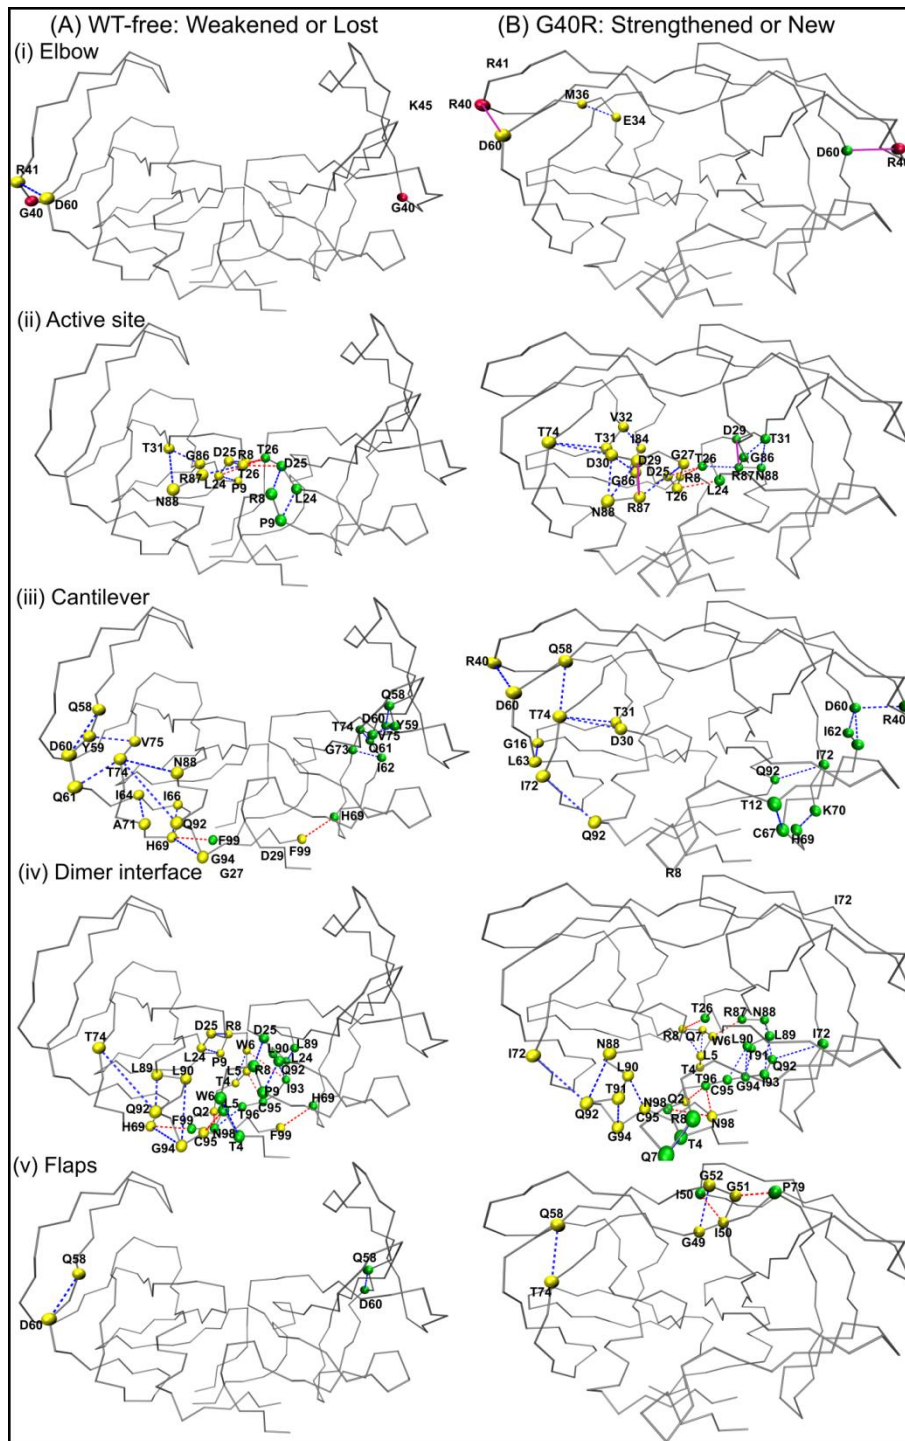 (A) WT-free: Weakened or Lost
(B) G40R: Strengthened or New
(i) Elbow
K45
R41
G40
D60
G40
R41
R40
M36
E34
D60
D60
R40
(ii) Active site
T31
G86
D25
R8
T26
D25
R87
L24
T26
P9
R8
L24
N88
P9
V32
T74
T31
I84
D29
T31
D30
D29
G27
T26
G86
G86
D25
R8
R87
N88
L24
N88
R87
T26
(iii) Cantilever
Q58
Q58
D60
Y59
T74
V75
Q61
G73
I62
D60
Y59
V75
T74
N88
Q61
I64
I66
A71
Q92
H69
F99
H69
F99
G94
D29
G27
R40
Q58
D60
D60
R40
T74
T31
D30
I62
G16
L63
I72
I72
Q92
T12
K70
C67
H69
Q92
R8
(iv) Dimer interface
T74
D25
R8
D25
L89
L24
W6
L90
L24
P9
Q92
L89
L90
L5
R8
I93
T4
P9
W6
L5
C95
Q92
F99
Q2
T96
H69
H69
N98
F99
G94
C95
T4
I72
T26
R87
N88
R8
Q7
W6
L90
L89
I72
I72
N88
L5
T91
Q92
T4
L90
T96
G94
I93
C95
T91
Q2
Q92
N98
C95
R8
N98
G94
T4
Q7
(v) Flaps
Q58
Q58
D60
D60
G52
G51
P79
I50
Q58
I50
G49
T74